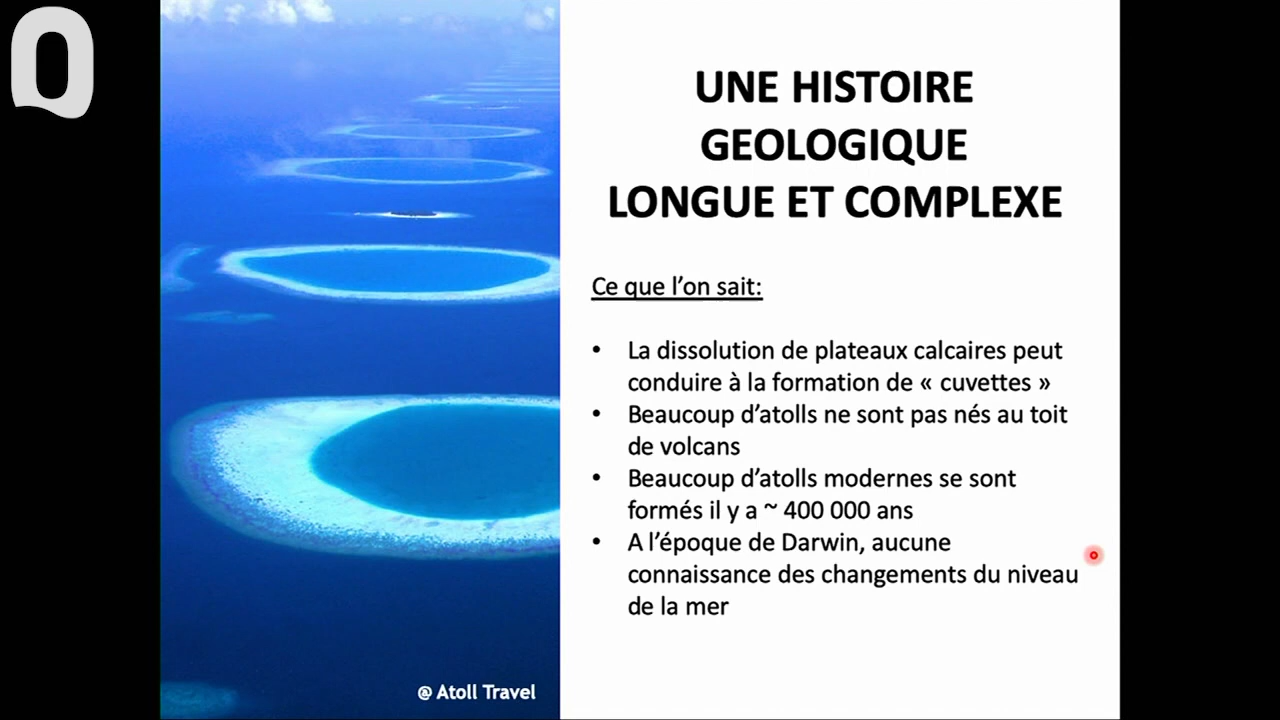 Q
UNE HISTOIRE
GEOLOGIQUE
LONGUE ET COMPLEXE
Ce que l'on sait:
• La dissolution de plateaux calcaires peut
conduire à la formation de « cuvettes »
• Beaucoup d'atolls ne sont pas nés au toit
de volcans
• Beaucoup d'atolls modernes se sont
formés il y a ~ 400 000 ans
• A l'époque de Darwin, aucune
connaissance des changements du niveau
de la mer
@ Atoll Travel